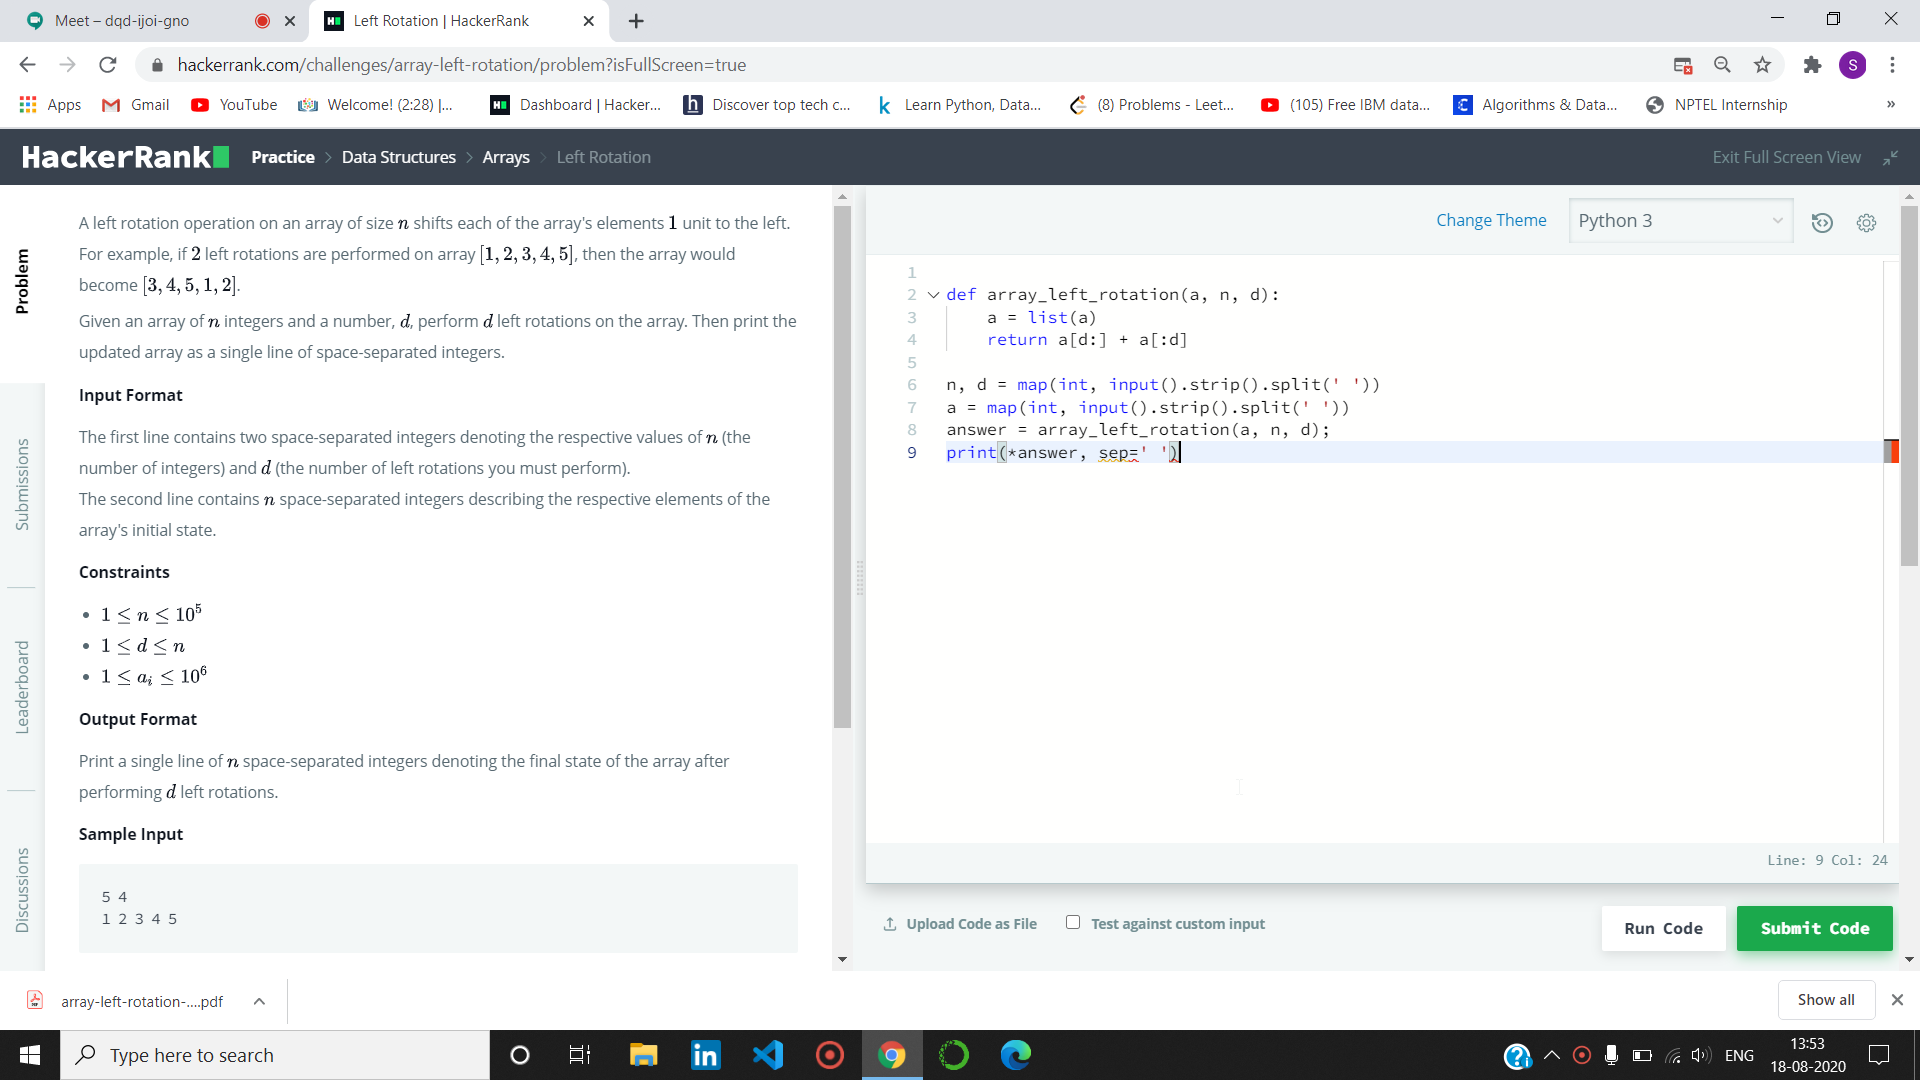 Meet – dqd-ijoi-gno
Left Rotation | HackerRank
hackerrank.com/challenges/array-left-rotation/problem?isFullScreen=true
S
Apps
Gmail
YouTube
Welcome! (2:28) |...
Dashboard | Hacker...
Discover top tech c...
Learn Python, Data...
(8) Problems - Leet...
(105) Free IBM data...
Algorithms & Data...
NPTEL Internship
»
HackerRank
Practice > Data Structures > Arrays > Left Rotation
Exit Full Screen View
Problem
Submissions
Leaderboard
Discussions
A left rotation operation on an array of size n shifts each of the array's elements 1 unit to the left.
For example, if 2 left rotations are performed on array [1, 2, 3, 4, 5], then the array would
become [3, 4, 5, 1, 2].
Given an array of n integers and a number, d, perform d left rotations on the array. Then print the
updated array as a single line of space-separated integers.
Input Format
The first line contains two space-separated integers denoting the respective values of n (the
number of integers) and d (the number of left rotations you must perform).
The second line contains n space-separated integers describing the respective elements of the
array's initial state.
Constraints
• 1 ≤ n ≤ 10⁵
• 1 ≤ d ≤ n
• 1 ≤ aᵢ ≤ 10⁶
Output Format
Print a single line of n space-separated integers denoting the final state of the array after
performing d left rotations.
Sample Input
5 4
1 2 3 4 5
Change Theme
Python 3
1
2 def array_left_rotation(a, n, d):
3     a = list(a)
4     return a[d:] + a[:d]
5
6 n, d = map(int, input().strip().split(' '))
7 a = map(int, input().strip().split(' '))
8 answer = array_left_rotation(a, n, d);
9 print(*answer, sep=' ')
Line: 9 Col: 24
Upload Code as File
Test against custom input
Run Code
Submit Code
array-left-rotation-....pdf
Show all
Type here to search
ENG
13:53
18-08-2020